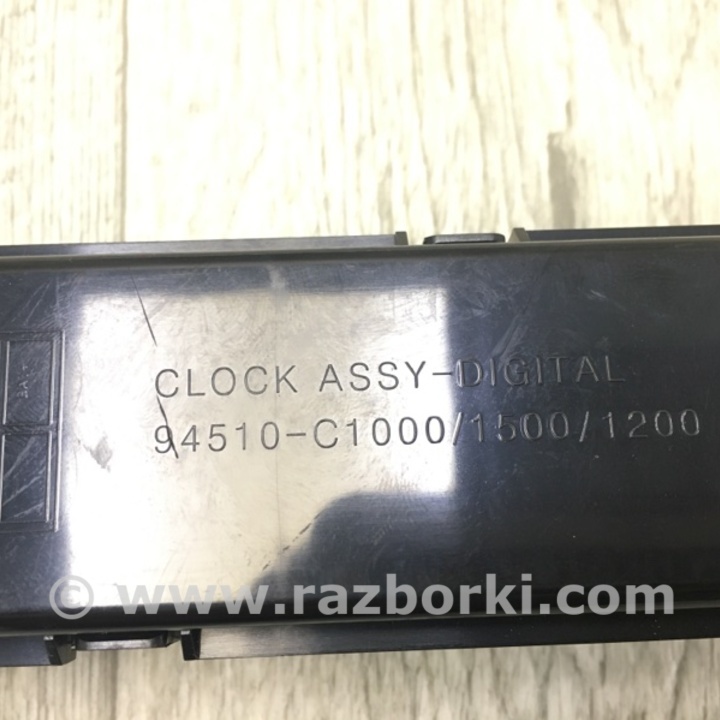 CLOCK ASSY-DIGITAL
94510-C1000/1500/1200
© www.razborki.com